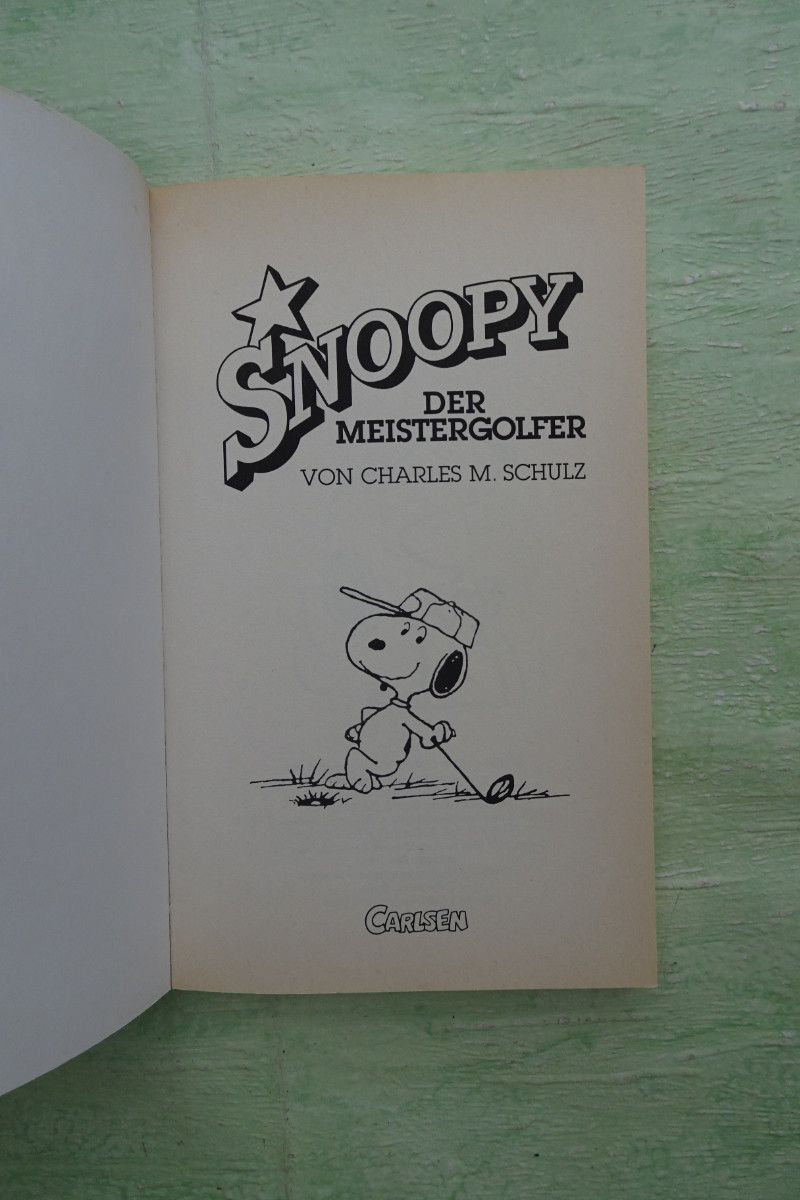 SNOOPY
DER
MEISTERGOLFER
VON CHARLES M. SCHULZ
CARLSEN